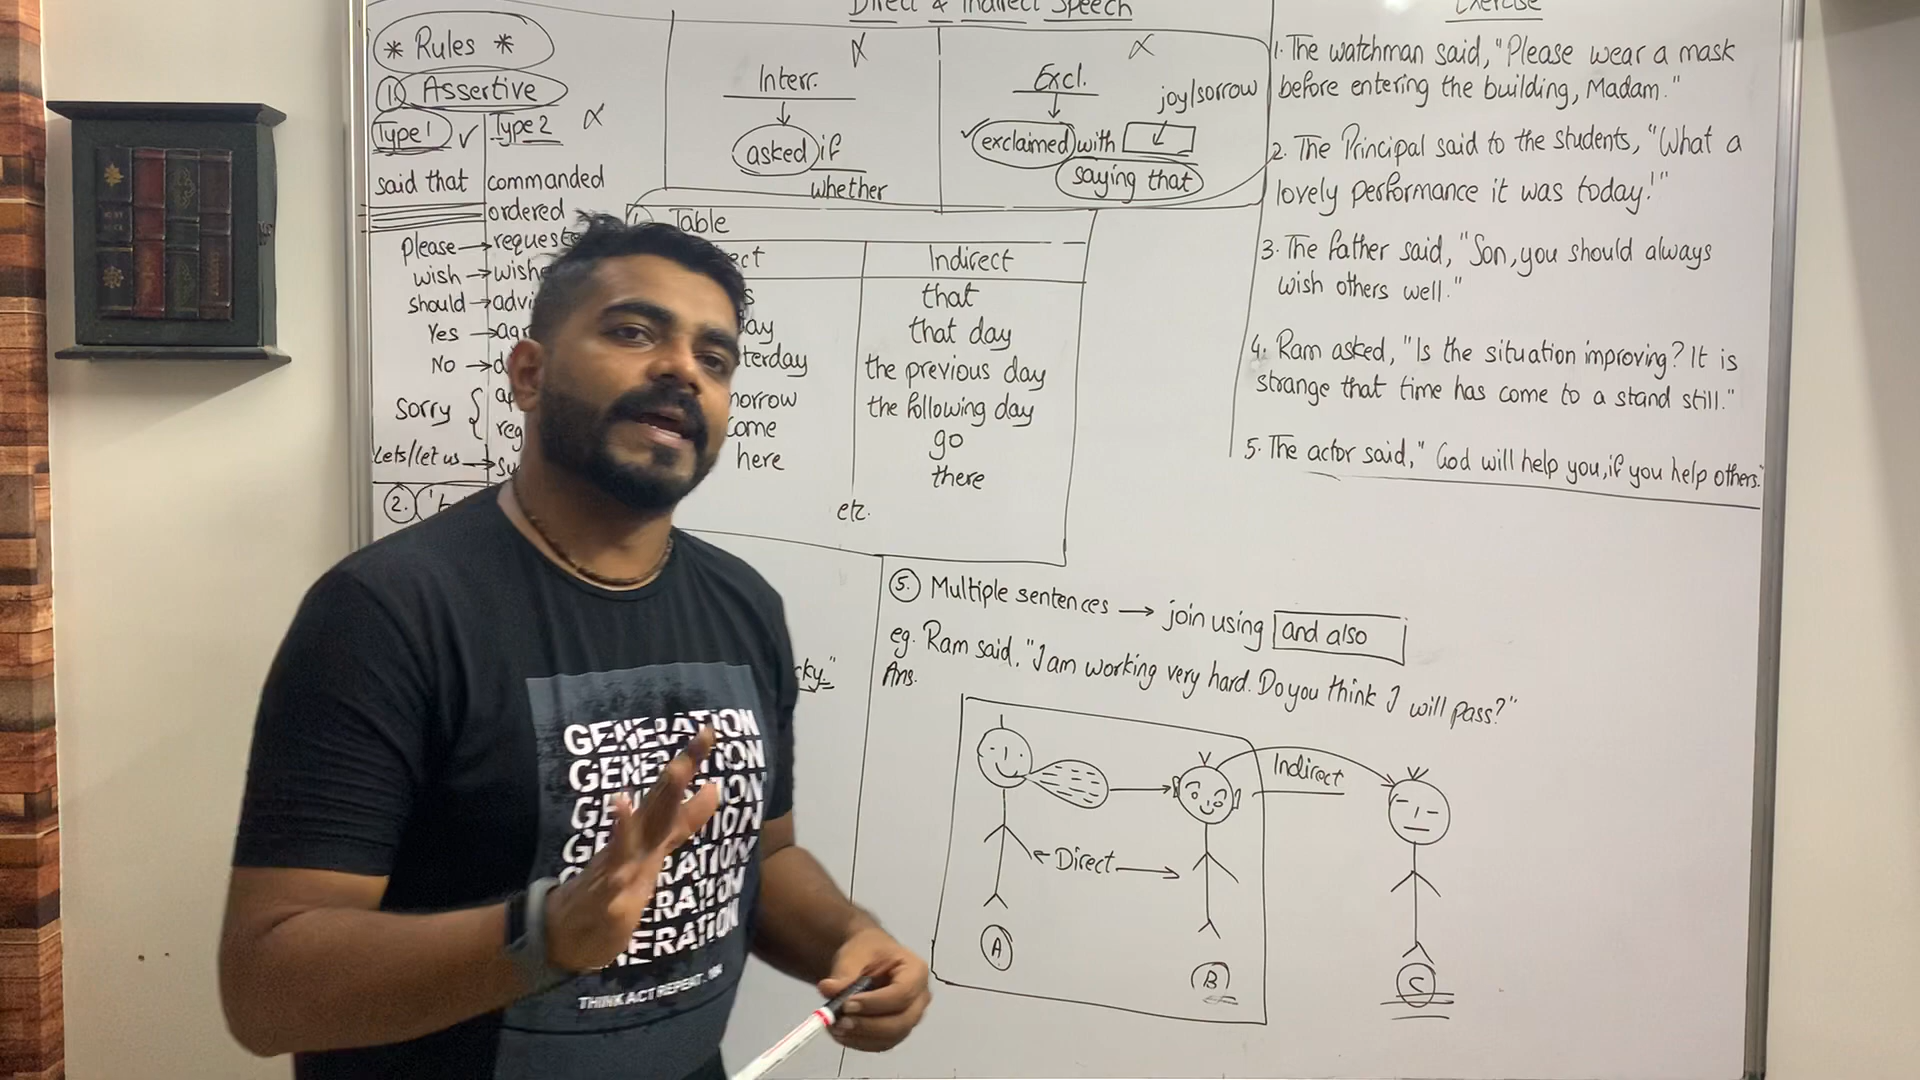 Direct & Indirect Speech
* Rules *
1. Assertive
Type 1
Type 2
said that
commanded
ordered
please → requested
wish →
should →
Yes →
No →
Sorry
Lets/let us →
2.
Interr.
asked if
whether
Excl.
joy/sorrow
exclaimed with
saying that
Table
Indirect
that
that day
the previous day
the following day
come
go
here
there
etc.
5. Multiple sentences → join using and also
eg. Ram said, "I am working very hard. Do you think I will pass?"
Ans.
Indirect
Direct
A
B
C
Exercise
1. The watchman said, "Please wear a mask
before entering the building, Madam."
2. The Principal said to the students, "What a
lovely performance it was today!"
3. The father said, "Son, you should always
wish others well."
4. Ram asked, "Is the situation improving? It is
strange that time has come to a stand still."
5. The actor said," God will help you, if you help others."
GENERATION
GENERATION
GENERATION
THINK ACT REPEAT.